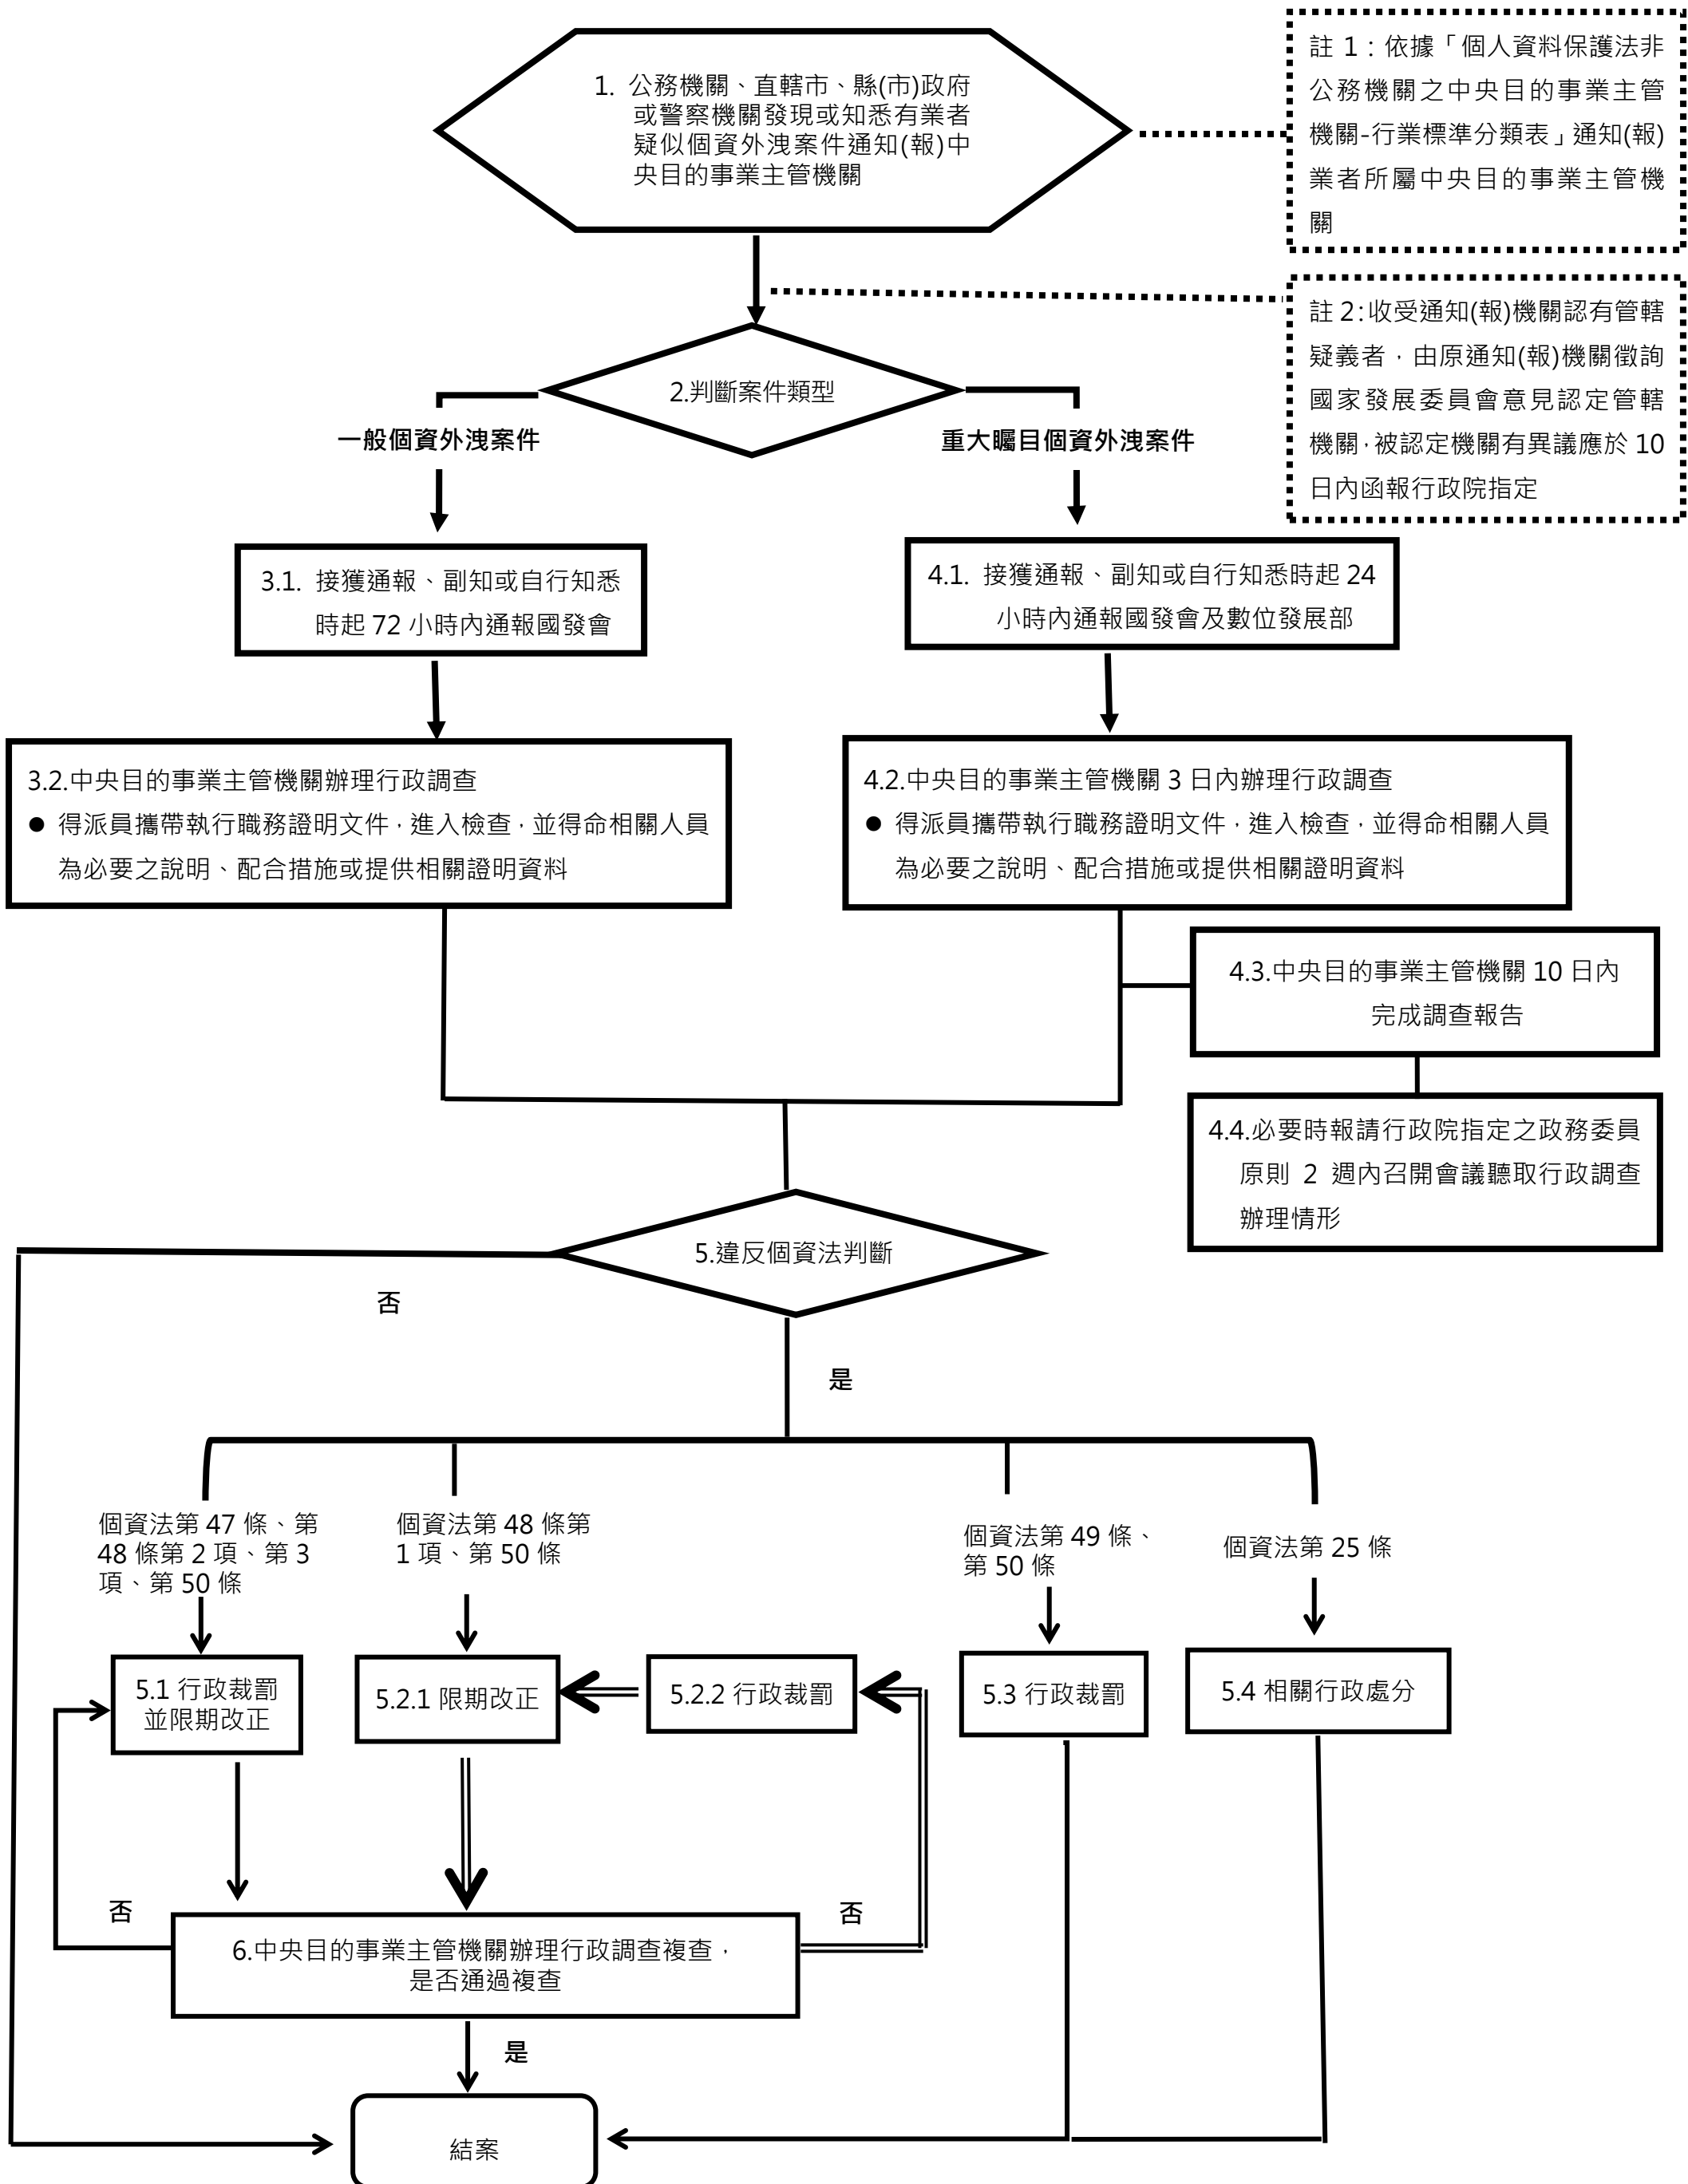 1. 公務機關、直轄市、縣(市)政府
或警察機關發現或知悉有業者
疑似個資外洩案件通知(報)中
央目的事業主管機關
註 1：依據「個人資料保護法非
公務機關之中央目的事業主管
機關-行業標準分類表」通知(報)
業者所屬中央目的事業主管機
關
註 2：收受通知(報)機關認有管轄
疑義者，由原通知(報)機關徵詢
國家發展委員會意見認定管轄
機關，被認定機關有異議應於 10
日內函報行政院指定
2.判斷案件類型
一般個資外洩案件
重大矚目個資外洩案件
3.1. 接獲通報、副知或自行知悉
時起 72 小時內通報國發會
4.1. 接獲通報、副知或自行知悉時起 24
小時內通報國發會及數位發展部
3.2.中央目的事業主管機關辦理行政調查
● 得派員攜帶執行職務證明文件，進入檢查，並得命相關人員
為必要之說明、配合措施或提供相關證明資料
4.2.中央目的事業主管機關 3 日內辦理行政調查
● 得派員攜帶執行職務證明文件，進入檢查，並得命相關人員
為必要之說明、配合措施或提供相關證明資料
4.3.中央目的事業主管機關 10 日內
完成調查報告
4.4.必要時報請行政院指定之政務委員
原則 2 週內召開會議聽取行政調查
辦理情形
5.違反個資法判斷
否
是
個資法第 47 條、第
48 條第 2 項、第 3
項、第 50 條
個資法第 48 條第
1 項、第 50 條
個資法第 49 條、
第 50 條
個資法第 25 條
5.1 行政裁罰
並限期改正
5.2.1 限期改正
5.2.2 行政裁罰
5.3 行政裁罰
5.4 相關行政處分
否
否
6.中央目的事業主管機關辦理行政調查複查，
是否通過複查
是
結案